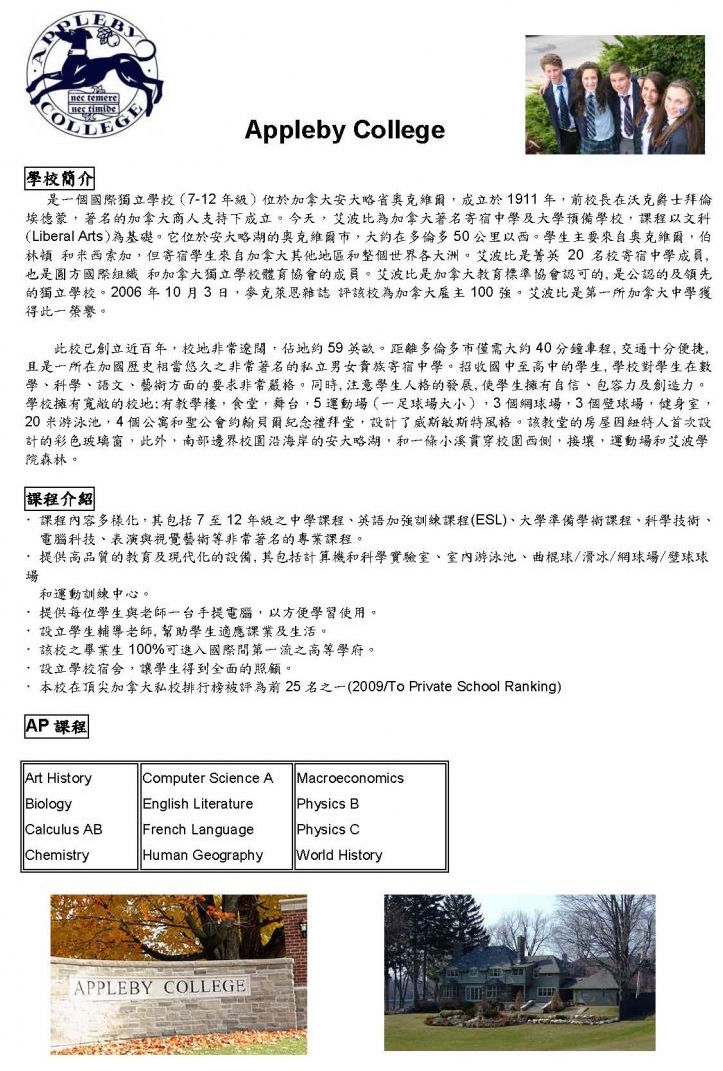 APPLEBY COLLEGE
nec temere
nec timide
Appleby College
學校簡介
是一個國際獨立學校（7-12 年級）位於加拿大安大略省奧克維爾，成立於 1911 年，前校長在沃克爵士拜倫
埃德蒙，著名的加拿大商人支持下成立。今天，艾波比為加拿大著名寄宿中學及大學預備學校，課程以文科
(Liberal Arts)為基礎。它位於安大略湖的奧克維爾市，大約在多倫多 50 公里以西。學生主要來自奧克維爾，伯
林頓 和米西索加，但寄宿學生來自加拿大其他地區和整個世界各大洲。艾波比是菁英 20 名校寄宿中學成員,
也是圓方國際組織 和加拿大獨立學校體育協會的成員。艾波比是加拿大教育標準協會認可的, 是公認的及領先
的獨立學校。2006 年 10 月 3 日，麥克萊恩雜誌 評該校為加拿大雇主 100 強。艾波比是第一所加拿大中學獲
得此一榮譽。
此校已創立近百年，校地非常遼闊，佔地約 59 英畝。距離多倫多市僅需大約 40 分鐘車程, 交通十分便捷,
且是一所在加國歷史相當悠久之非常著名的私立男女貴族寄宿中學。招收國中至高中的學生, 學校對學生在數
學、科學、語文、藝術方面的要求非常嚴格。同時, 注意學生人格的發展, 使學生擁有自信、包容力及創造力。
學校擁有寬敞的校地:有教學樓，食堂，舞台，5 運動場（一足球場大小），3 個網球場，3 個壁球場，健身室，
20 米游泳池，4 個公寓和聖公會約翰貝爾紀念禮拜堂，設計了威斯敏斯特風格。該教堂的房屋因紐特人首次設
計的彩色玻璃窗，此外，南部邊界校園沿海岸的安大略湖，和一條小溪貫穿校園西側，接壤，運動場和艾波學
院森林。
課程介紹
· 課程內容多樣化，其包括 7 至 12 年級之中學課程、英語加強訓練課程(ESL)、大學準備學術課程、科學技術、
電腦科技、表演與視覺藝術等非常著名的專業課程。
· 提供高品質的教育及現代化的設備, 其包括計算機和科學實驗室、室內游泳池、曲棍球/滑冰/網球場/壁球球
場
和運動訓練中心。
· 提供每位學生與老師一台手提電腦，以方便學習使用。
· 設立學生輔導老師, 幫助學生適應課業及生活。
· 該校之畢業生 100%可進入國際間第一流之高等學府。
· 設立學校宿舍，讓學生得到全面的照顧。
· 本校在頂尖加拿大私校排行榜被評為前 25 名之一(2009/To Private School Ranking)
AP 課程
Art History Computer Science A Macroeconomics
Biology English Literature Physics B
Calculus AB French Language Physics C
Chemistry Human Geography World History
APPLEBY COLLEGE